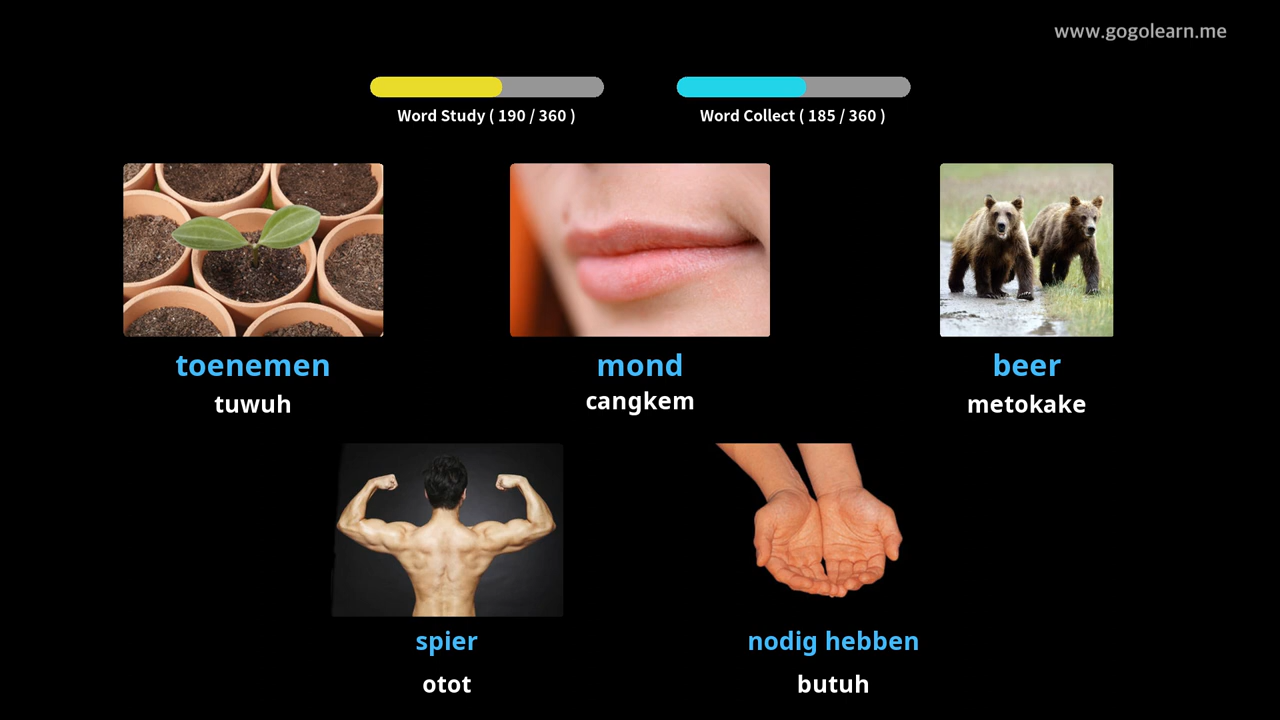 www.gogolearn.me
Word Study ( 190 / 360 )
Word Collect ( 185 / 360 )
toenemen
tuwuh
mond
cangkem
beer
metokake
spier
otot
nodig hebben
butuh